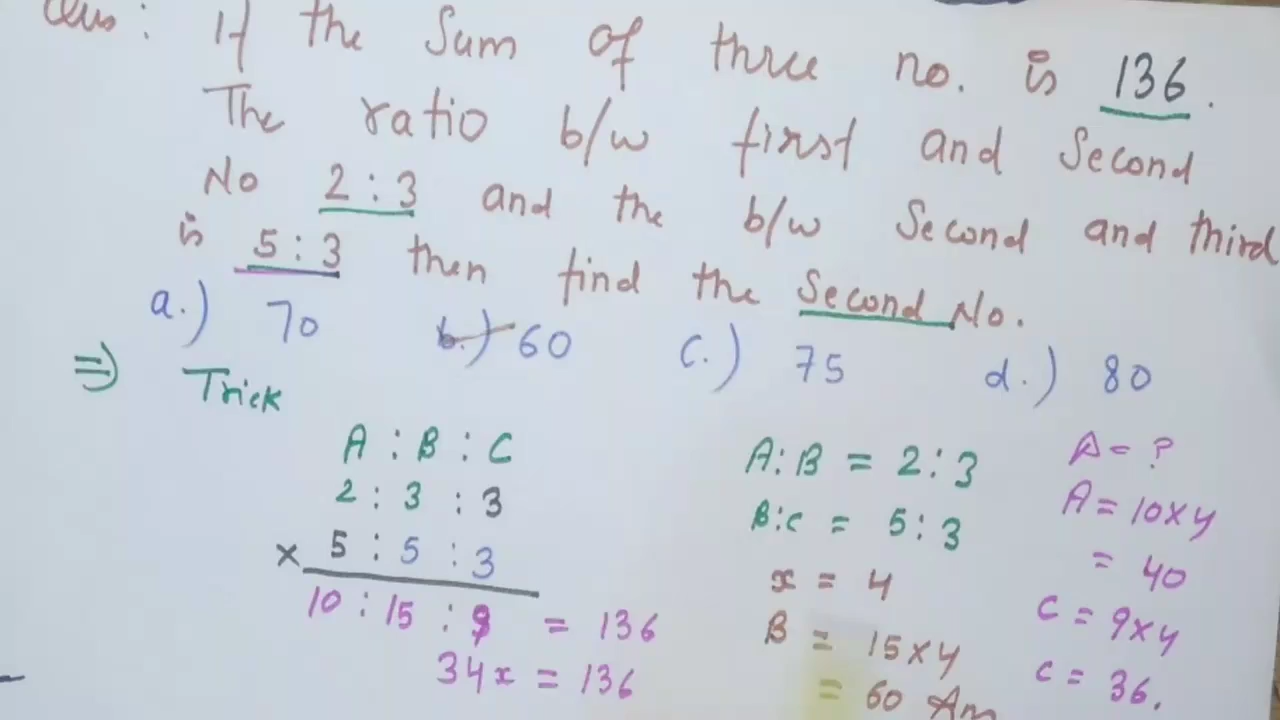 Ques: If the Sum of three no. is 136.
The ratio b/w first and Second
No 2:3 and the b/w Second and third
is 5:3 then find the Second No.
a.) 70 b.) 60 c.) 75 d.) 80
⇒ Trick
A : B : C
2 : 3 : 3
× 5 : 5 : 3
10 : 15 : 9 = 136
34x = 136
A:B = 2:3
B:C = 5:3
x = 4
B = 15×4
= 60 Ans
A = ?
A = 10×4
= 40
C = 9×4
C = 36.